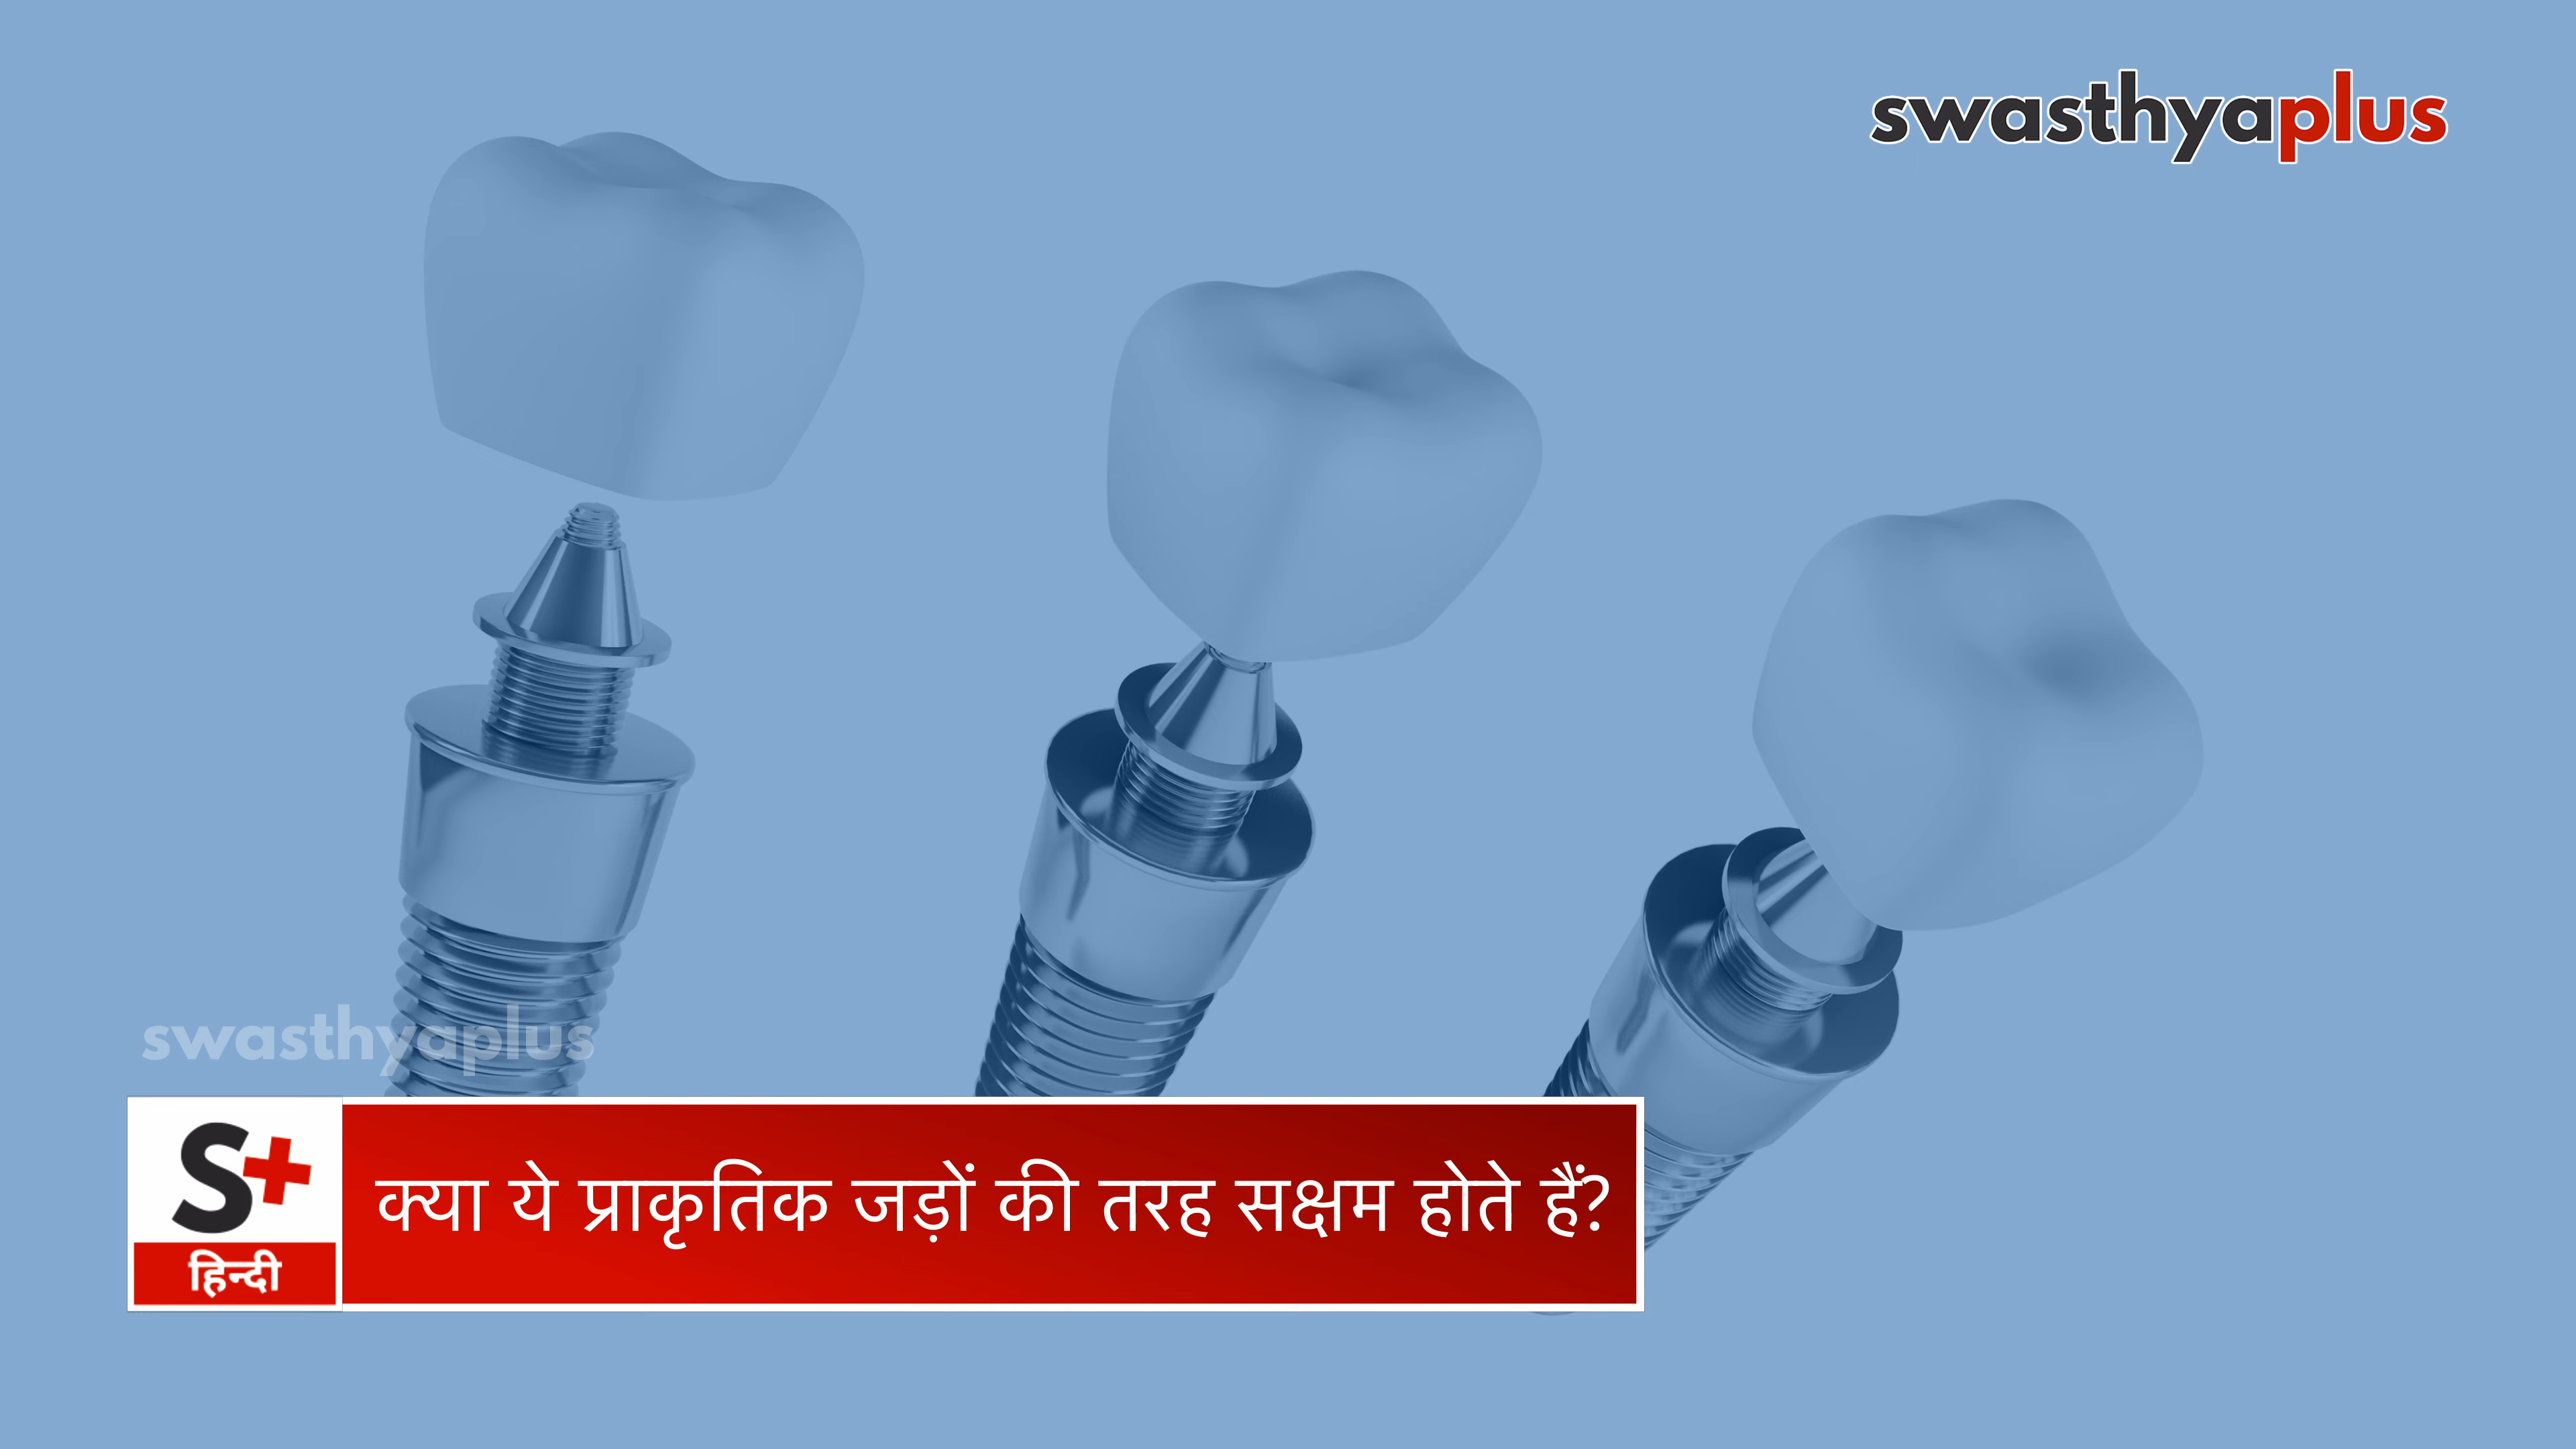 swasthyaplus
swasthyaplus
S+
हिन्दी
क्या ये प्राकृतिक जड़ों की तरह सक्षम होते हैं?